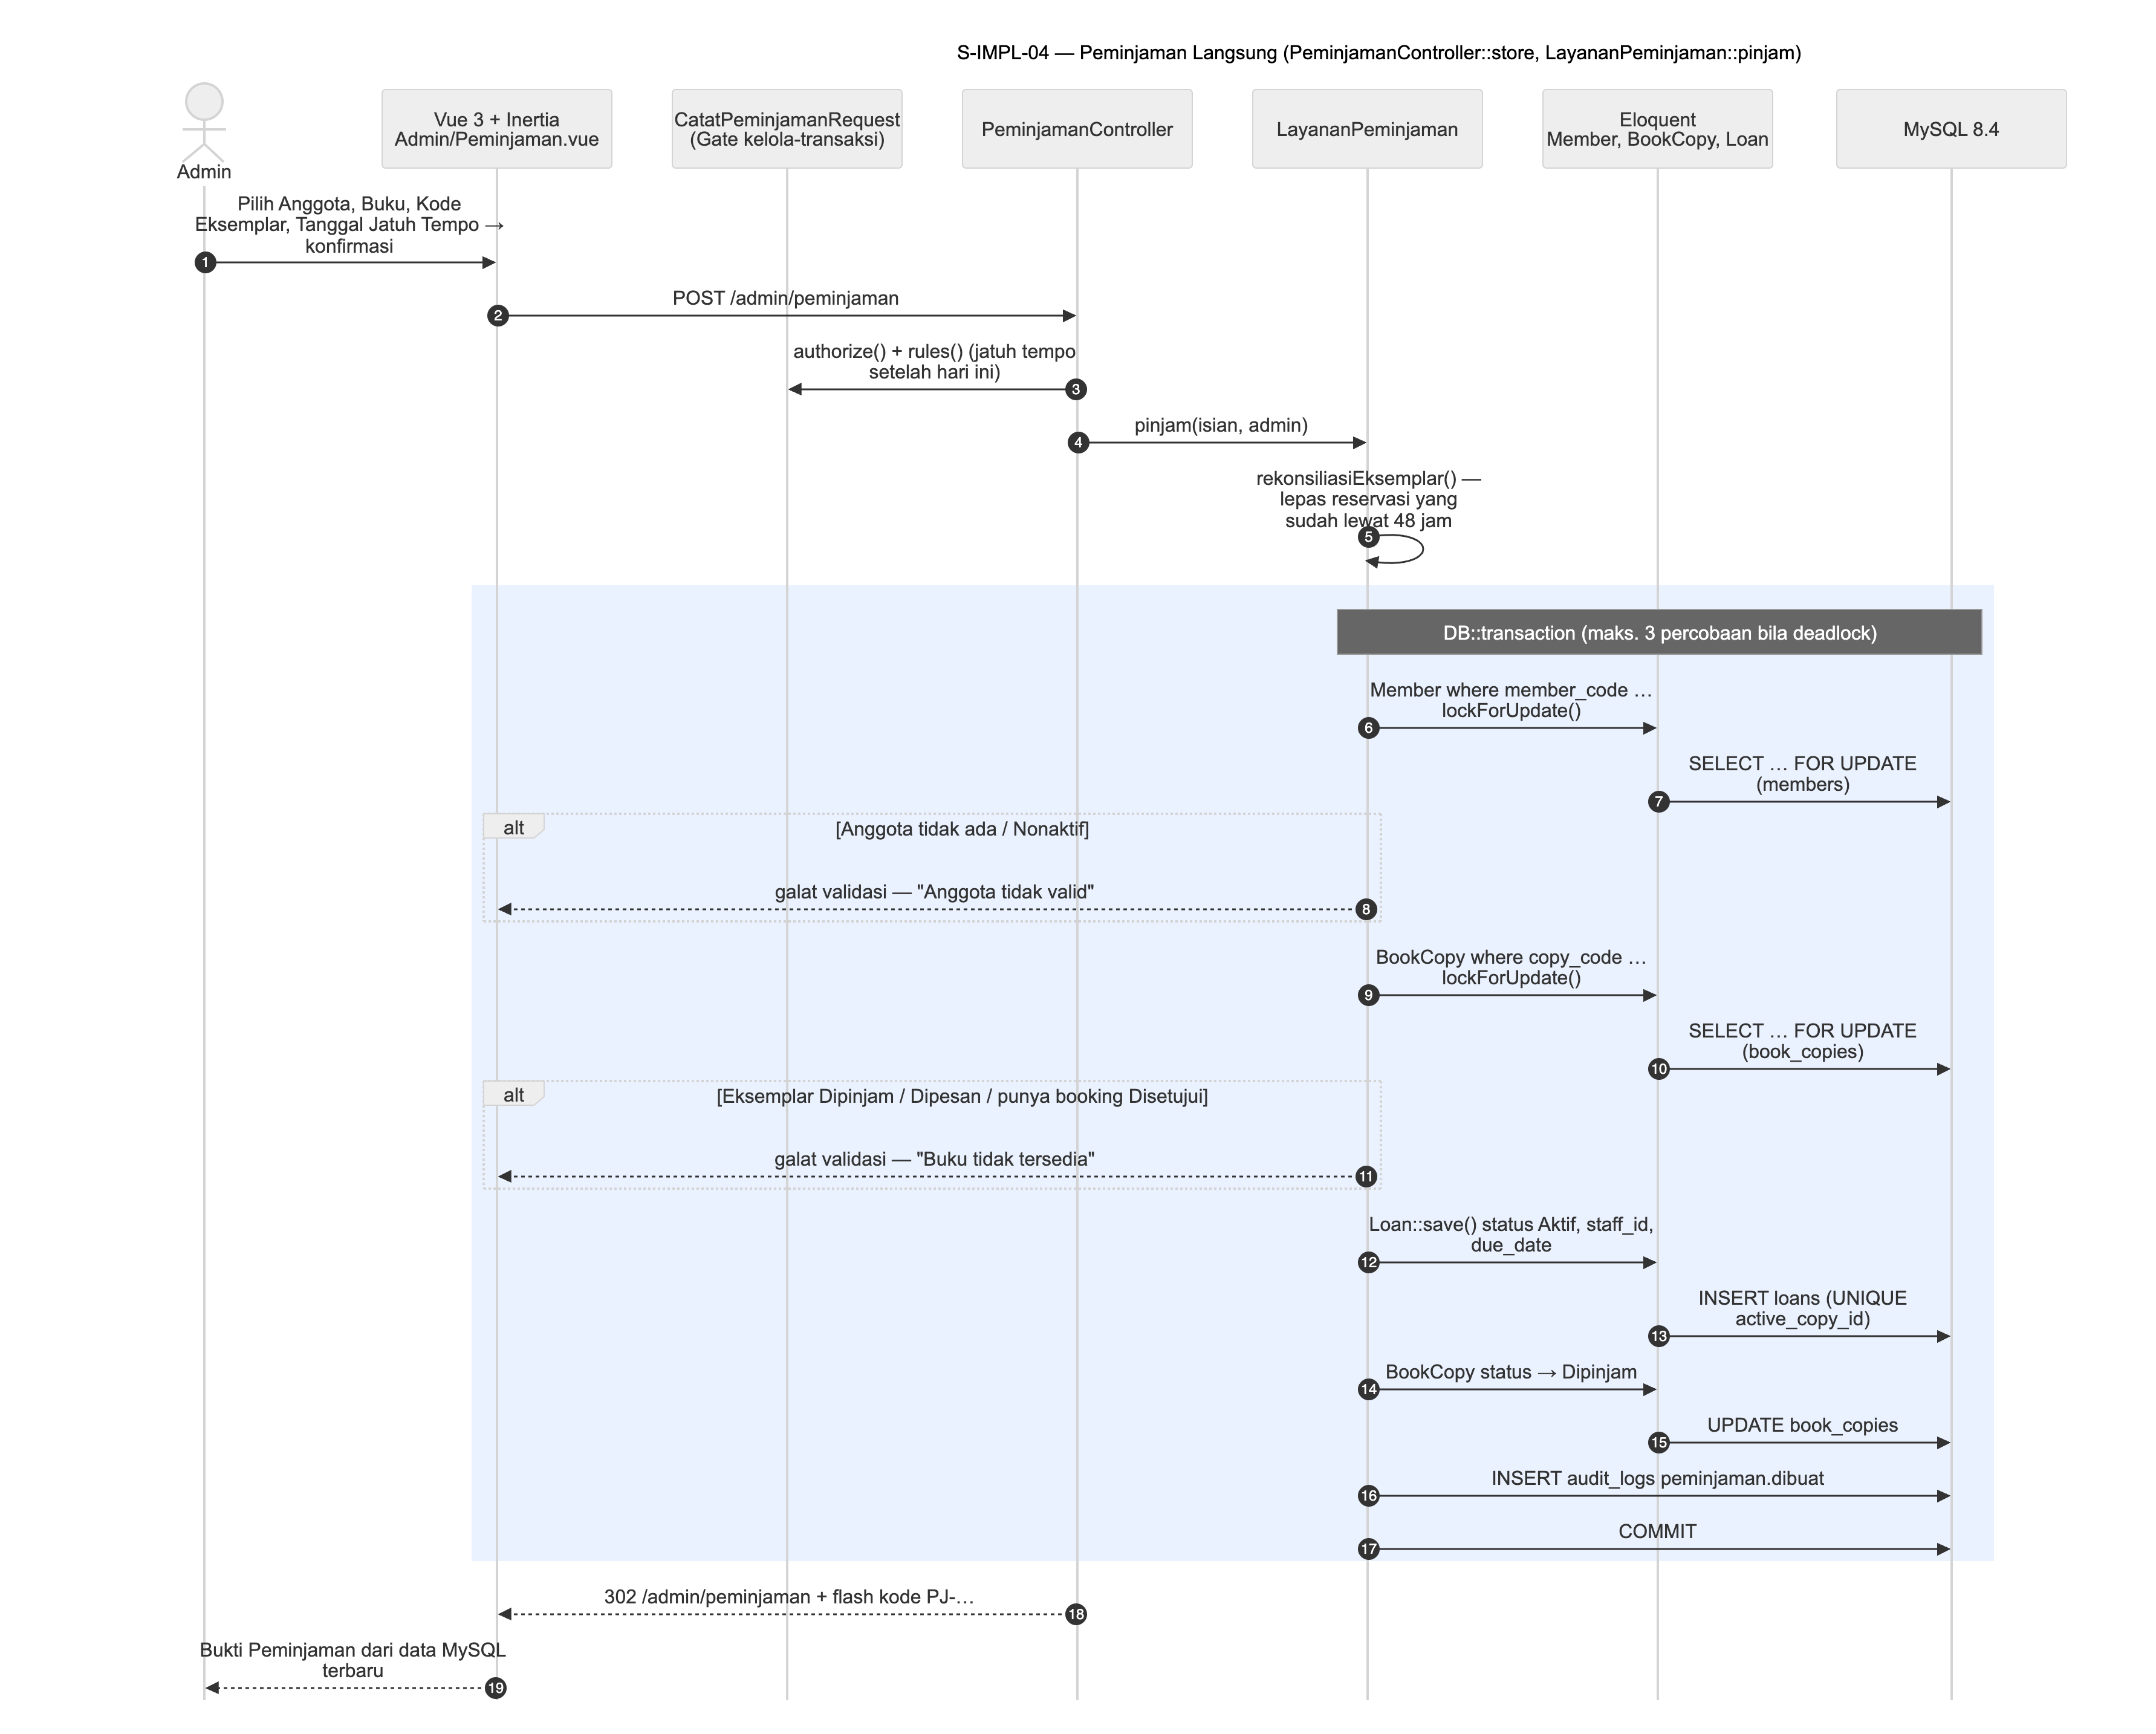 S-IMPL-04 — Peminjaman Langsung (PeminjamanController::store, LayananPeminjaman::pinjam)
Admin
Vue 3 + Inertia
Admin/Peminjaman.vue
CatatPeminjamanRequest
(Gate kelola-transaksi)
PeminjamanController
LayananPeminjaman
Eloquent
Member, BookCopy, Loan
MySQL 8.4
Pilih Anggota, Buku, Kode
Eksemplar, Tanggal Jatuh Tempo →
konfirmasi
1
POST /admin/peminjaman
2
authorize() + rules() (jatuh tempo
setelah hari ini)
3
pinjam(isian, admin)
4
rekonsiliasiEksemplar() —
lepas reservasi yang
sudah lewat 48 jam
5
DB::transaction (maks. 3 percobaan bila deadlock)
Member where member_code …
lockForUpdate()
6
SELECT … FOR UPDATE
(members)
7
alt
[Anggota tidak ada / Nonaktif]
galat validasi — "Anggota tidak valid"
8
BookCopy where copy_code …
lockForUpdate()
9
SELECT … FOR UPDATE
(book_copies)
10
alt
[Eksemplar Dipinjam / Dipesan / punya booking Disetujui]
galat validasi — "Buku tidak tersedia"
11
Loan::save() status Aktif, staff_id,
due_date
12
INSERT loans (UNIQUE
active_copy_id)
13
BookCopy status → Dipinjam
14
UPDATE book_copies
15
INSERT audit_logs peminjaman.dibuat
16
COMMIT
17
302 /admin/peminjaman + flash kode PJ-…
18
Bukti Peminjaman dari data MySQL
terbaru
19